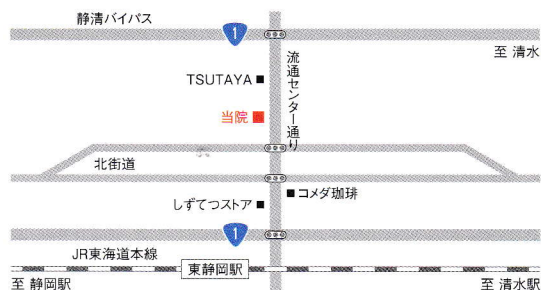 静清バイパス
1
至 清水
TSUTAYA
流通センター通り
当院
北街道
コメダ珈琲
しずてつストア
1
JR東海道本線
東静岡駅
至 静岡駅
至 清水駅